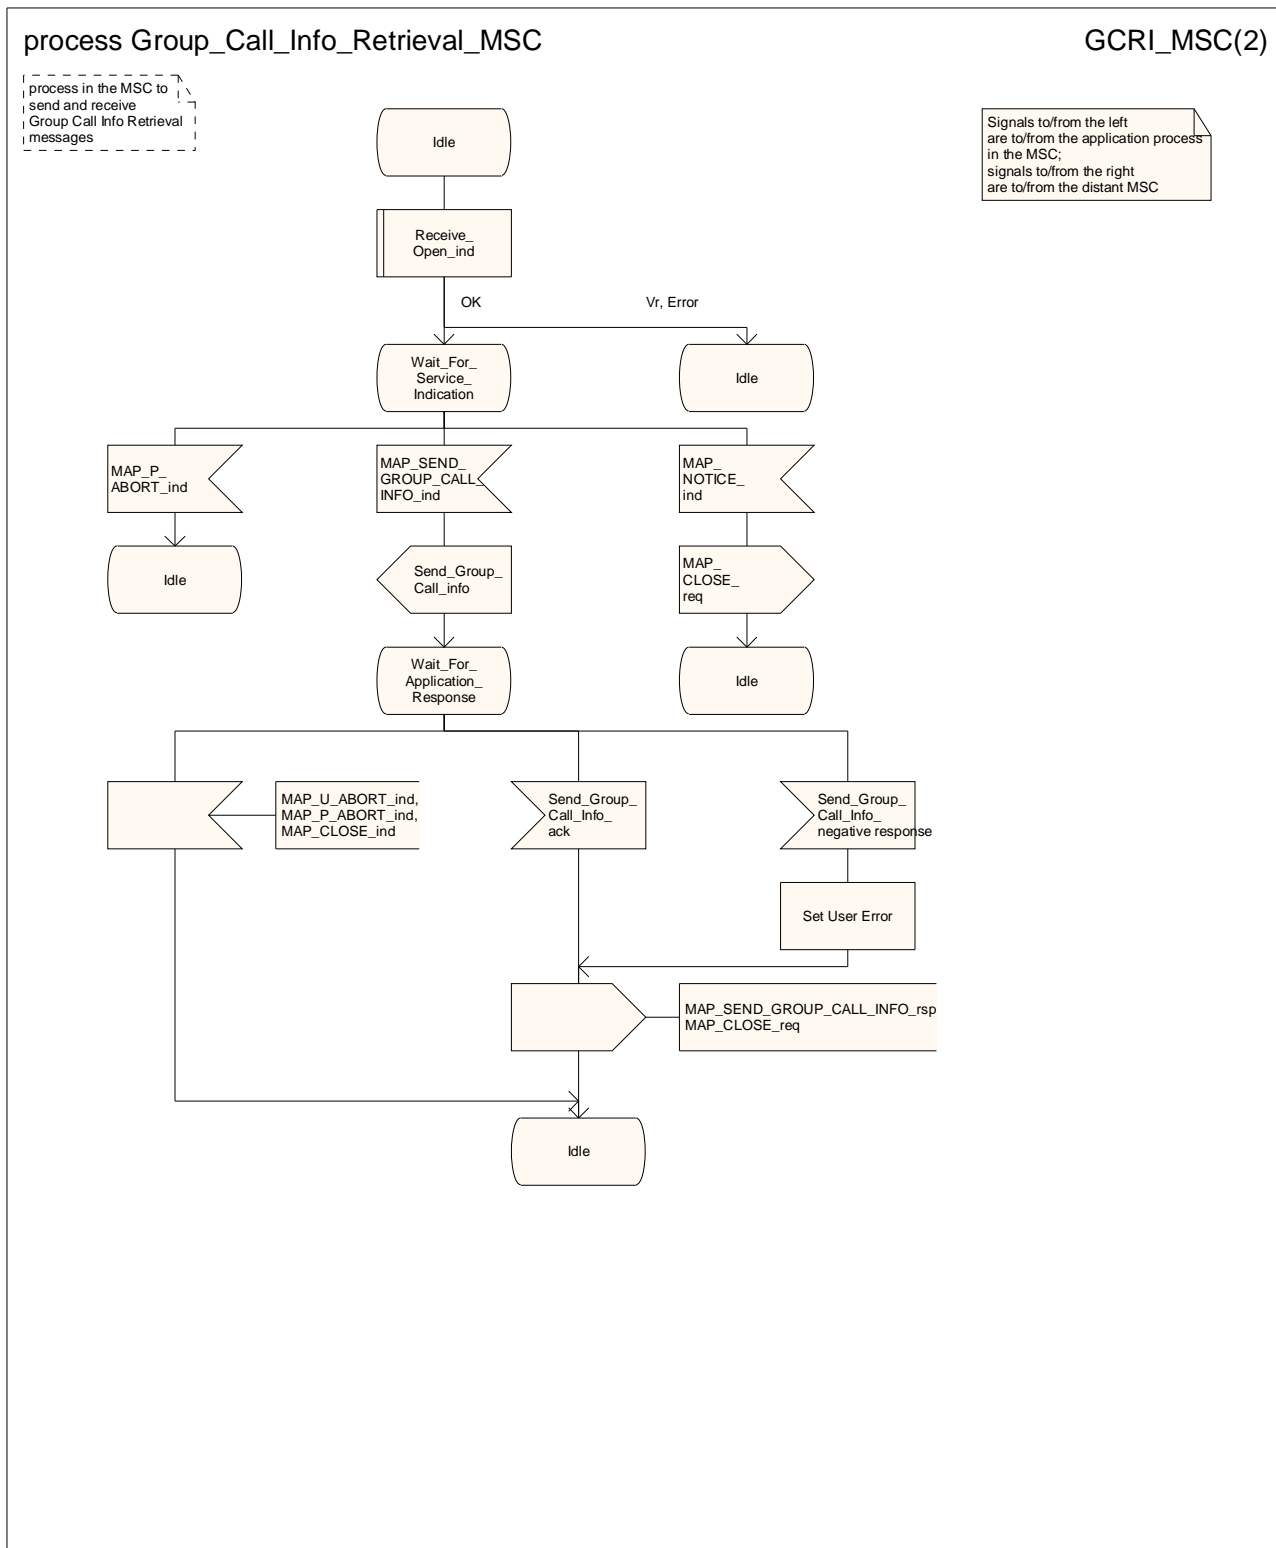 process Group_Call_Info_Retrieval_MSC
GCRI_MSC(2)
process in the MSC to
send and receive
Group Call Info Retrieval
messages
Signals to/from the left
are to/from the application process
in the MSC;
signals to/from the right
are to/from the distant MSC
Idle
Receive_
Open_ind
OK
Vr, Error
Wait_For_
Service_
Indication
Idle
MAP_P_
ABORT_ind
MAP_SEND_
GROUP_CALL_
INFO_ind
MAP_
NOTICE_
ind
Idle
Send_Group_
Call_info
MAP_
CLOSE_
req
Wait_For_
Application_
Response
Idle
MAP_U_ABORT_ind,
MAP_P_ABORT_ind,
MAP_CLOSE_ind
Send_Group_
Call_Info_
ack
Send_Group_
Call_Info_
negative response
Set User Error
MAP_SEND_GROUP_CALL_INFO_rsp
MAP_CLOSE_req
Idle